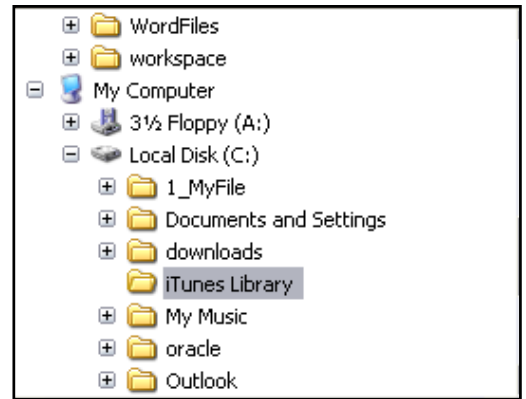 WordFiles
workspace
My Computer
3½ Floppy (A:)
Local Disk (C:)
1_MyFile
Documents and Settings
downloads
iTunes Library
My Music
oracle
Outlook